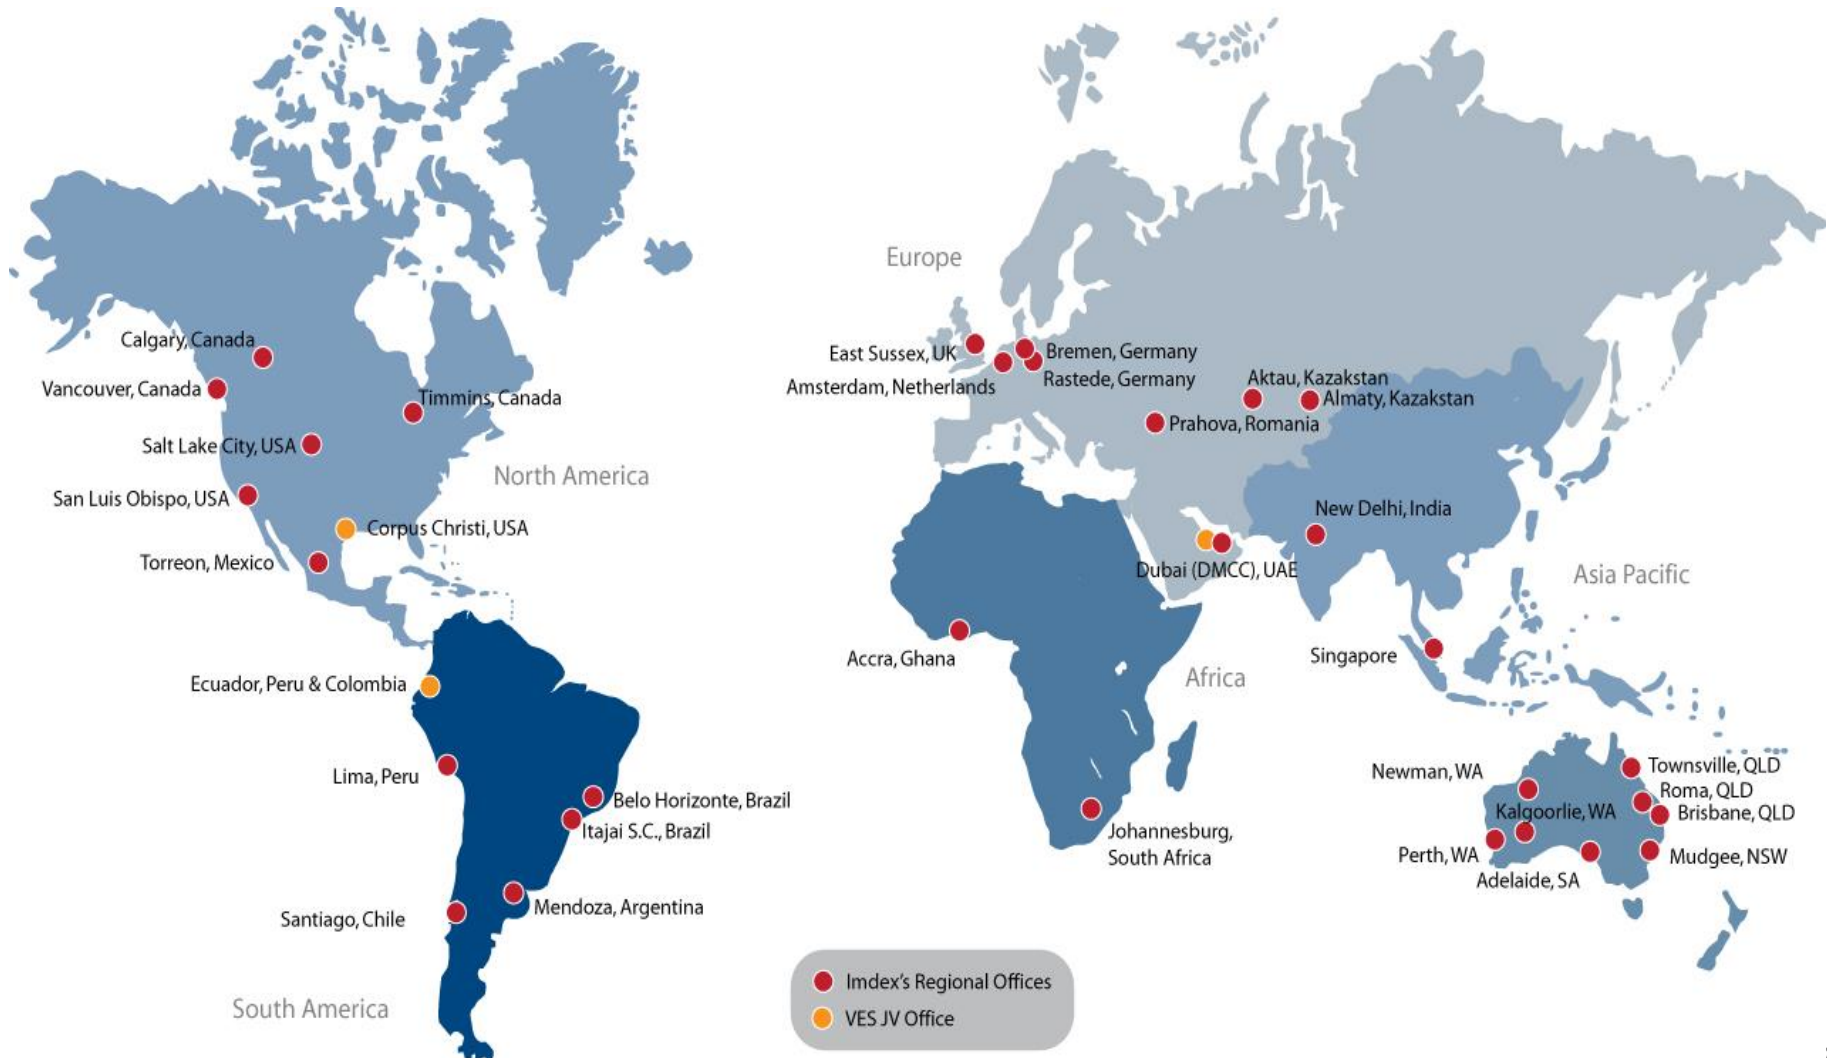 Europe
Calgary, Canada
East Sussex, UK
Bremen, Germany
Vancouver, Canada
Amsterdam, Netherlands
Rastede, Germany
Aktau, Kazakstan
Timmins, Canada
Almaty, Kazakstan
Prahova, Romania
Salt Lake City, USA
North America
San Luis Obispo, USA
New Delhi, India
Corpus Christi, USA
Torreon, Mexico
Dubai (DMCC), UAE
Asia Pacific
Accra, Ghana
Singapore
Africa
Ecuador, Peru & Colombia
Lima, Peru
Newman, WA
Townsville, QLD
Roma, QLD
Belo Horizonte, Brazil
Kalgoorlie, WA
Brisbane, QLD
Itajai S.C., Brazil
Johannesburg,
South Africa
Perth, WA
Mudgee, NSW
Adelaide, SA
Mendoza, Argentina
Santiago, Chile
South America
Imdex's Regional Offices
VES JV Office